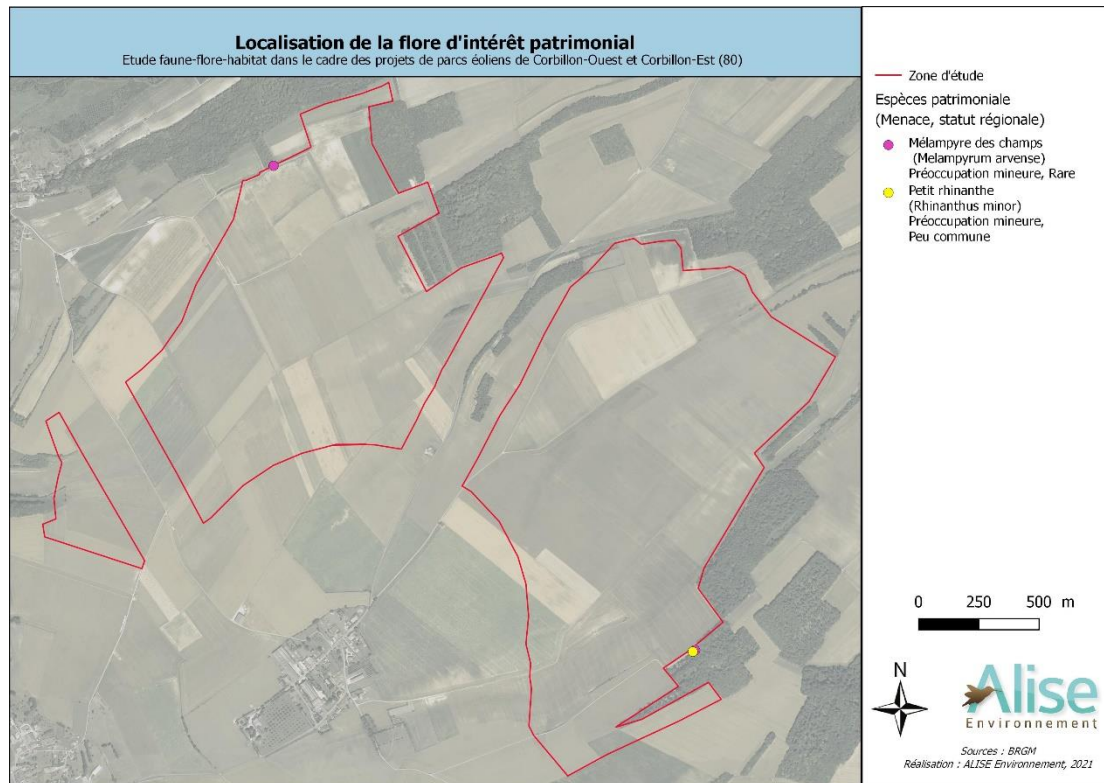 Localisation de la flore d'intérêt patrimonial
Etude faune-flore-habitat dans le cadre des projets de parcs éoliens de Corbillon-Ouest et Corbillon-Est (80)
Zone d'étude
Espèces patrimoniale
(Menace, statut régionale)
Mélampyre des champs
(Melampyrum arvense)
Préoccupation mineure, Rare
Petit rhinanthe
(Rhinanthus minor)
Préoccupation mineure,
Peu commune
0 250 500 m
N
Alise
Environnement
Sources : BRGM
Réalisation : ALISE Environnement, 2021